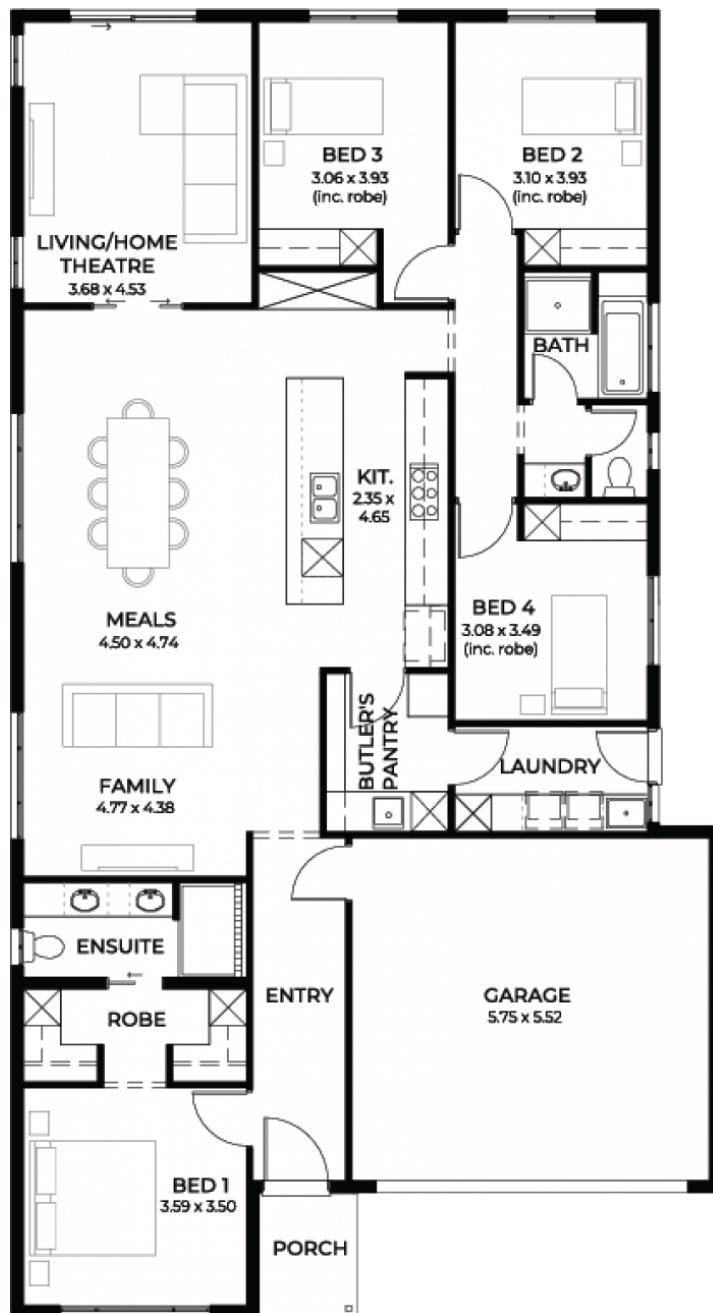 BED 3
3.06 x 3.93
(inc. robe)
BED 2
3.10 x 3.93
(inc. robe)
LIVING/HOME
THEATRE
3.68 x 4.53
BATH
KIT.
2.35 x
4.65
MEALS
4.50 x 4.74
BED 4
3.08 x 3.49
(inc. robe)
BUTLER'S
PANTRY
LAUNDRY
FAMILY
4.77 x 4.38
ENSUITE
ROBE
ENTRY
GARAGE
5.75 x 5.52
BED 1
3.59 x 3.50
PORCH